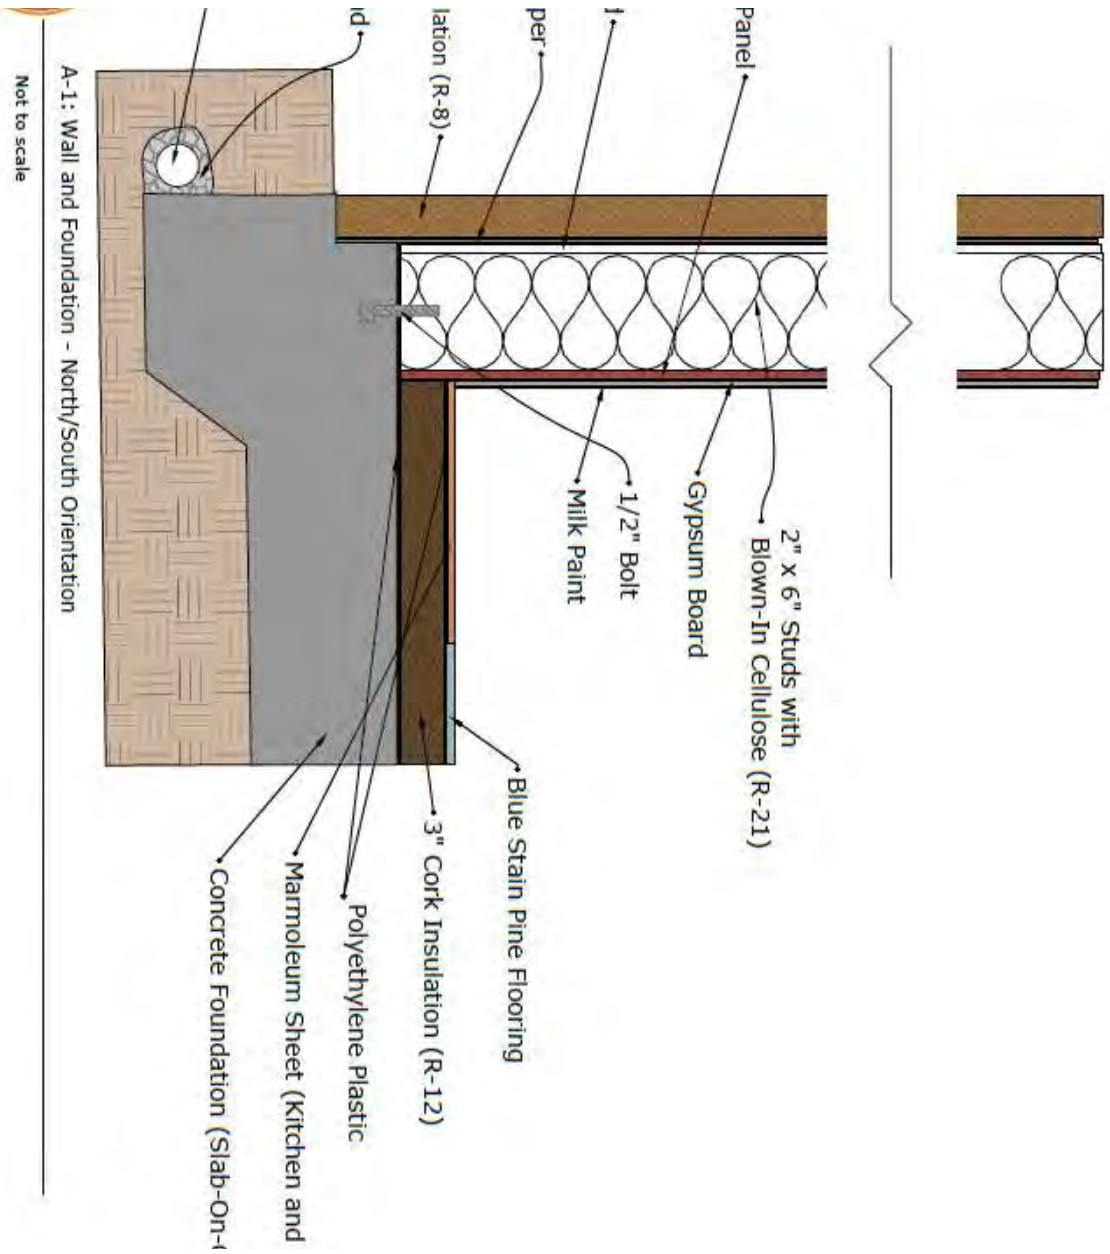 Panel
lation (R-8)
2" x 6" Studs with
Blown-In Cellulose (R-21)
Gypsum Board
1/2" Bolt
Milk Paint
Blue Stain Pine Flooring
3" Cork Insulation (R-12)
Polyethylene Plastic
Marmoleum Sheet (Kitchen and
Concrete Foundation (Slab-On-
A-1: Wall and Foundation - North/South Orientation
Not to scale